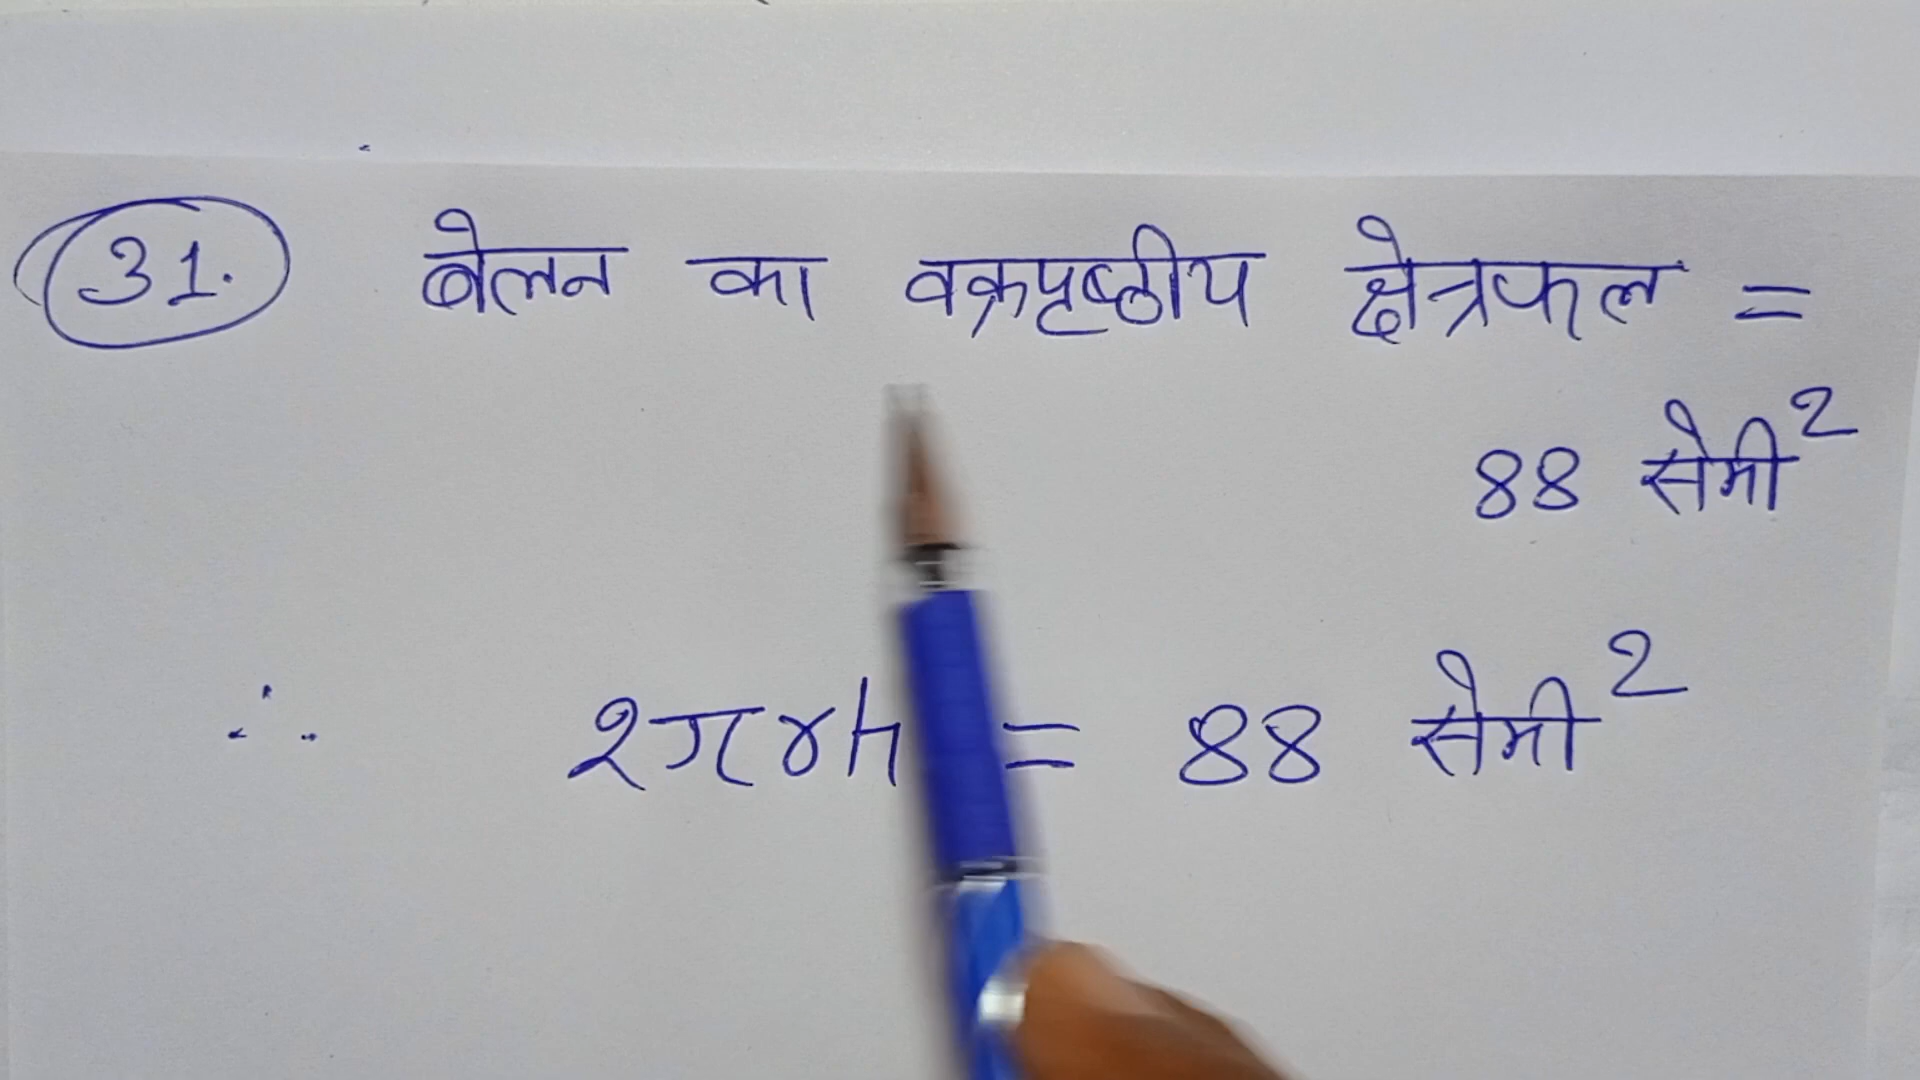 31. बेलन का वक्रपृष्ठीय क्षेत्रफल =
88 सेमी²
∴ 2πrh = 88 सेमी²